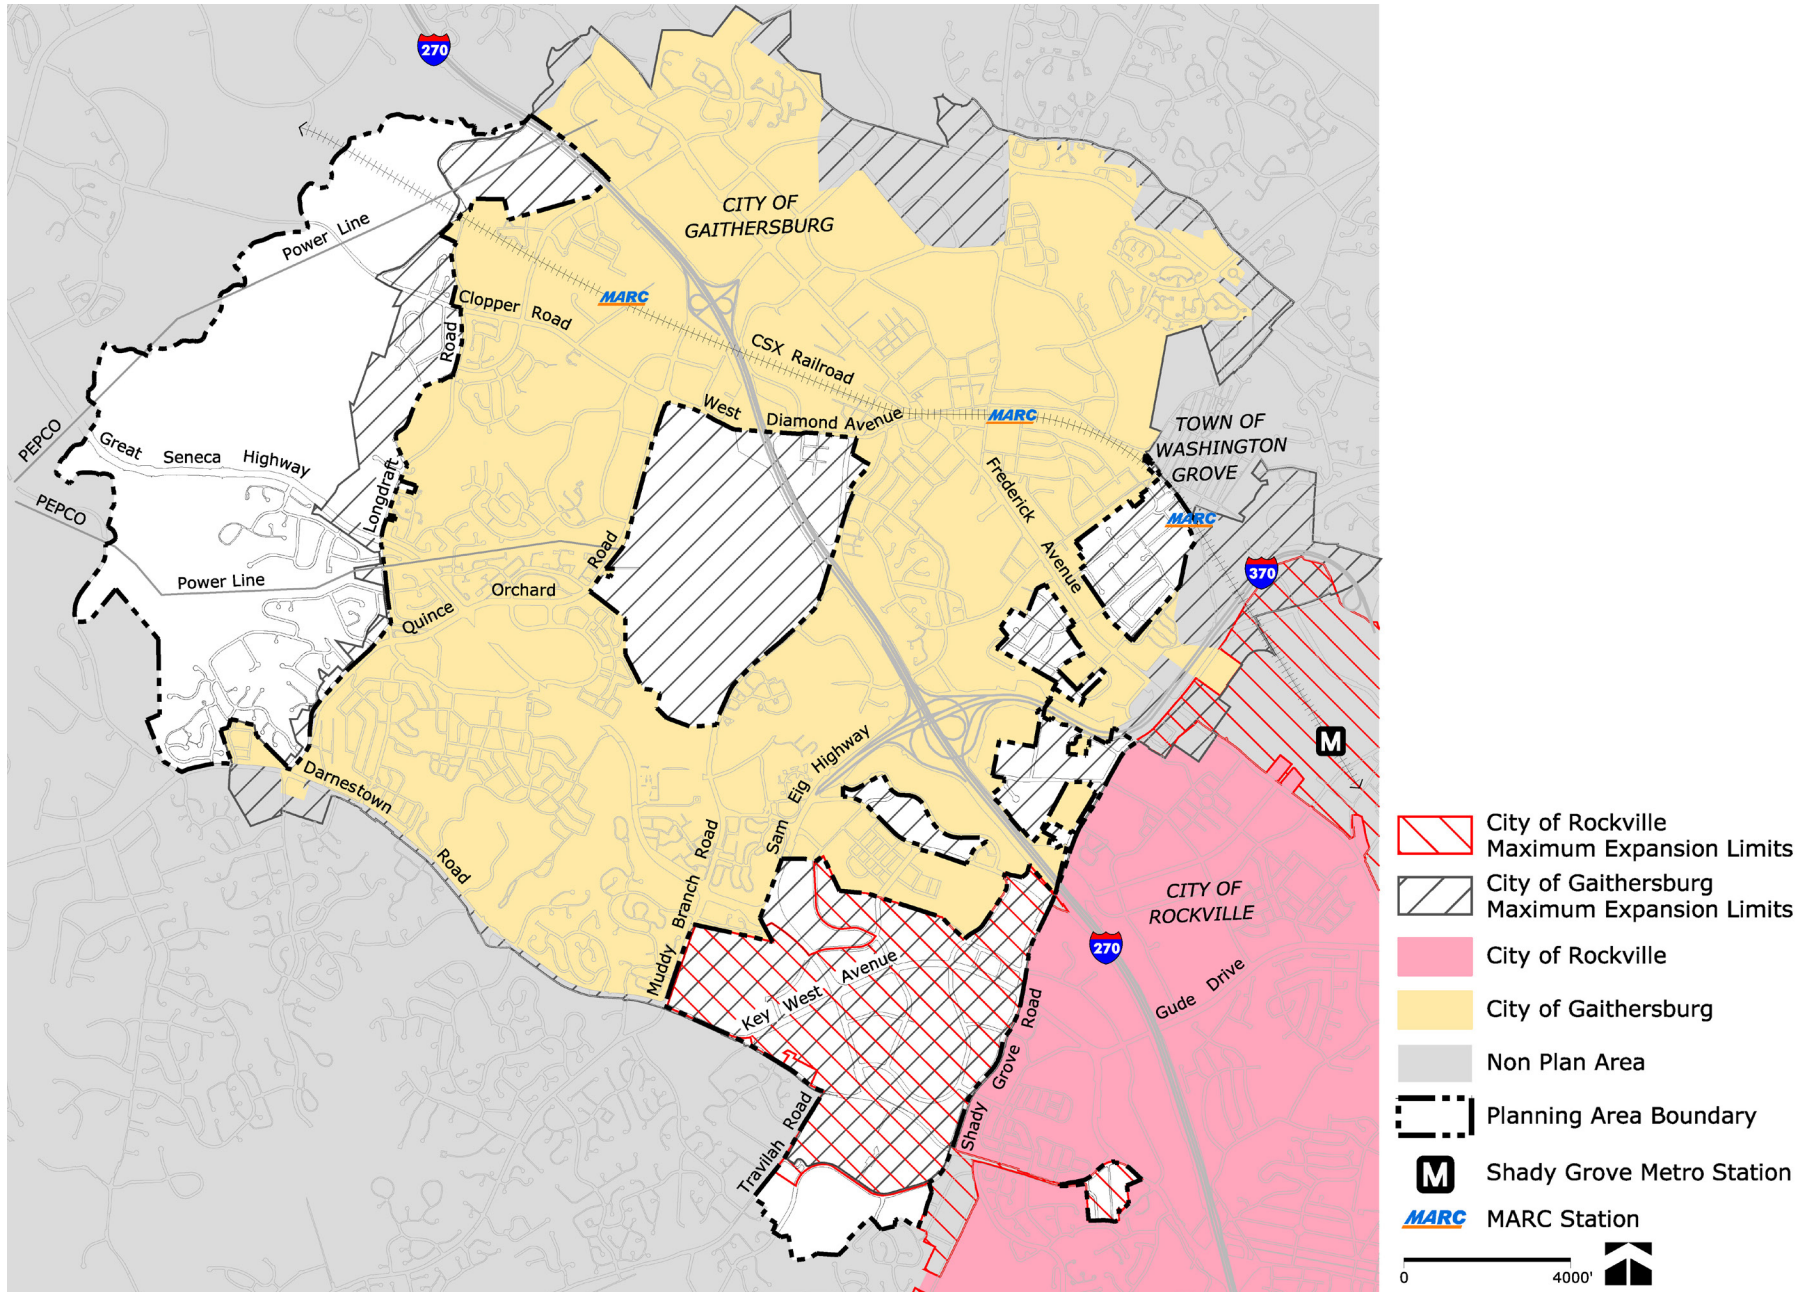 270
CITY OF
GAITHERSBURG
Power Line
MARC
Clopper Road
Road
CSX Railroad
West Diamond Avenue
MARC
TOWN OF
WASHINGTON
GROVE
PEPCO
Great Seneca Highway
Longdraft
Frederick Avenue
MARC
PEPCO
Power Line
Quince Orchard Road
370
Sam Eig Highway
M
Darnestown Road
Muddy Branch Road
CITY OF
ROCKVILLE
270
Key West Avenue
Gude Drive
Shady Grove Road
Travilah Road
City of Rockville
Maximum Expansion Limits
City of Gaithersburg
Maximum Expansion Limits
City of Rockville
City of Gaithersburg
Non Plan Area
Planning Area Boundary
M Shady Grove Metro Station
MARC MARC Station
0 4000'